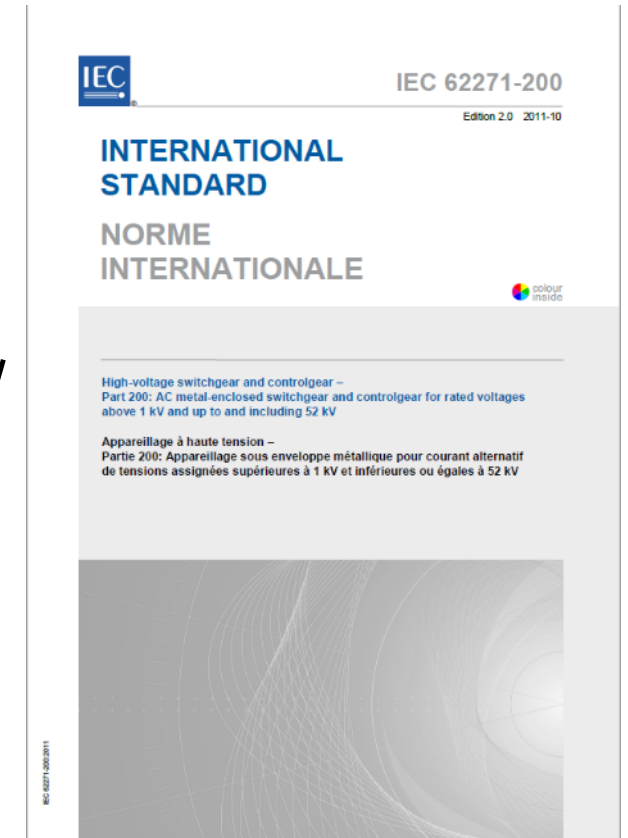 IEC
®
IEC 62271-200
Edition 2.0 2011-10
INTERNATIONAL
STANDARD
NORME
INTERNATIONALE
colour
inside
High-voltage switchgear and controlgear –
Part 200: AC metal-enclosed switchgear and controlgear for rated voltages
above 1 kV and up to and including 52 kV
Appareillage à haute tension –
Partie 200: Appareillage sous enveloppe métallique pour courant alternatif
de tensions assignées supérieures à 1 kV et inférieures ou égales à 52 kV
IEC 62271-200:2011